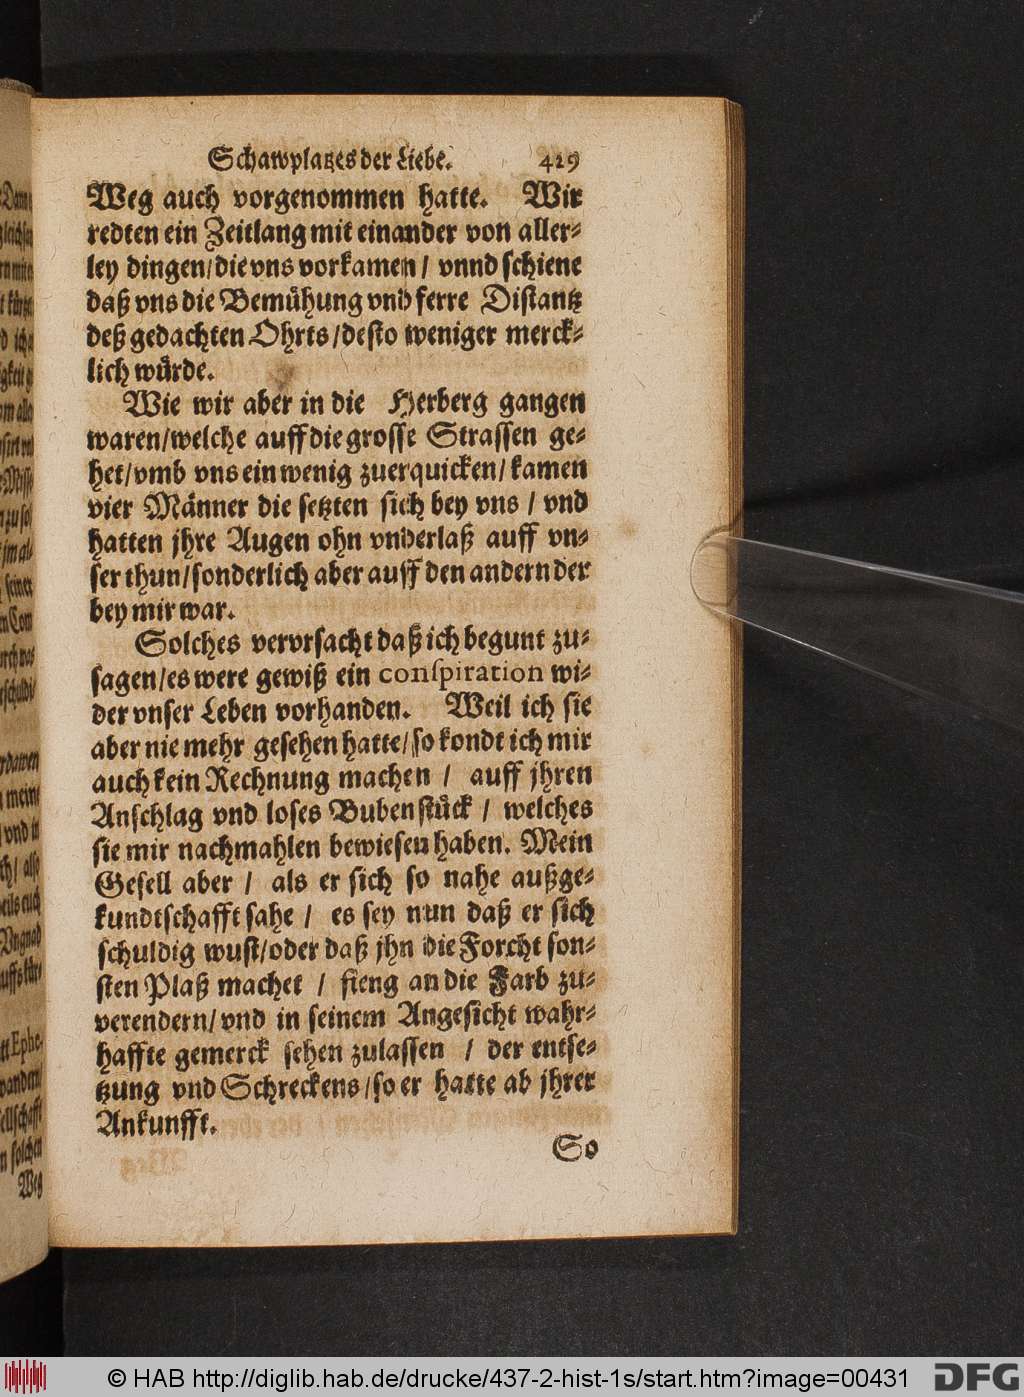 Schawplatzes der Liebe. 429
Weg auch vorgenommen hatte. Wir
redten ein Zeitlang mit einander von aller-
ley dingen/die vns vorkamen/ vnnd schiene
daß vns die Bemühung vnd ferre Distantz
deß gedachten Ohrts/desto weniger merck-
lich würde.
Wie wir aber in die Herberg gangen
waren/welche auff die grosse Strassen ge-
het/vmb vns ein wenig zuerquicken/kamen
vier Männer die setzten sich bey vns / vnd
hatten jhre Augen ohn vnderlaß auff vn-
ser thun/sonderlich aber auff den andern der
bey mir war.
Solches vervrsacht daß ich begunt zu-
sagen/es were gewiß ein conspiration wi-
der vnser Leben vorhanden. Weil ich sie
aber nie mehr gesehen hatte/so kondt ich mir
auch kein Rechnung machen / auff jhren
Anschlag vnd loses Bubenstück / welches
sie mir nachmahlen bewiesen haben. Mein
Gesell aber / als er sich so nahe außge-
kundtschafft sahe / es sey nun daß er sich
schuldig wust/oder daß jhn die Forcht son-
sten Plaß machet / fieng an die Farb zu-
verendern/vnd in seinem Angesicht wahr-
haffte gemerck sehen zulassen / der entse-
tzung vnd Schreckens/so er hatte ab jhrer
Ankunfft.
So
© HAB http://diglib.hab.de/drucke/437-2-hist-1s/start.htm?image=00431
DFG